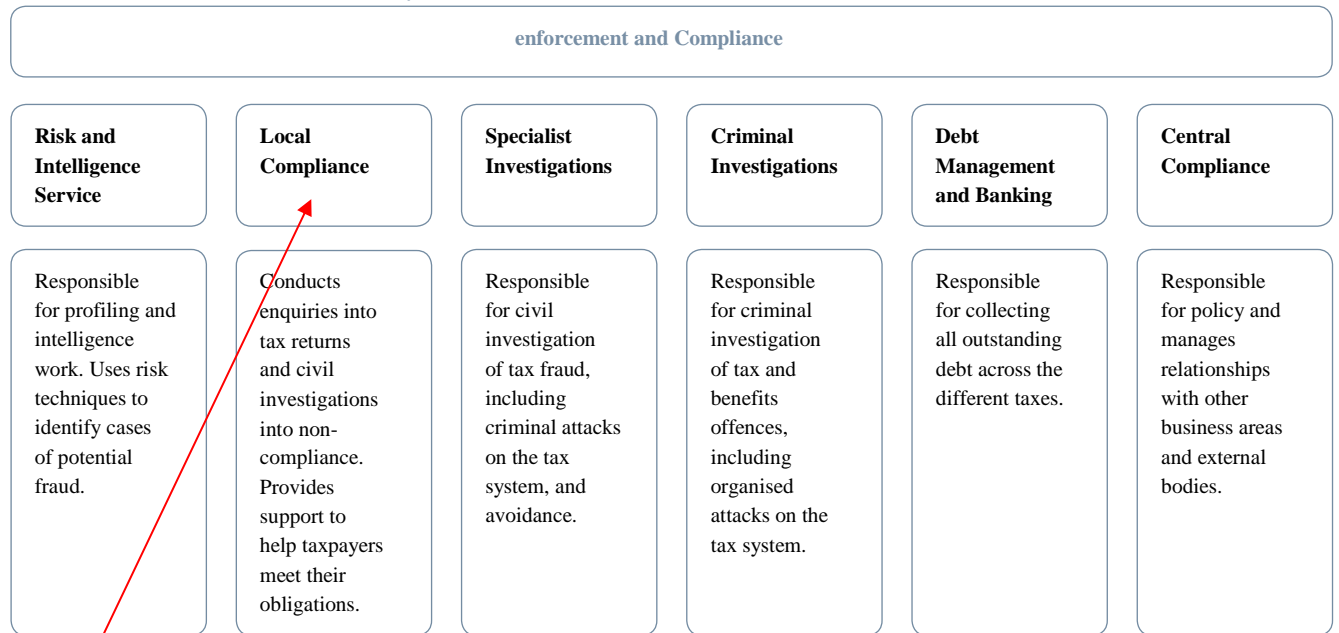 enforcement and Compliance
Risk and
Intelligence
Service
Local
Compliance
Specialist
Investigations
Criminal
Investigations
Debt
Management
and Banking
Central
Compliance
Responsible
for profiling and
intelligence
work. Uses risk
techniques to
identify cases
of potential
fraud.
Conducts
enquiries into
tax returns
and civil
investigations
into non-
compliance.
Provides
support to
help taxpayers
meet their
obligations.
Responsible
for civil
investigation
of tax fraud,
including
criminal attacks
on the tax
system, and
avoidance.
Responsible
for criminal
investigation
of tax and
benefits
offences,
including
organised
attacks on the
tax system.
Responsible
for collecting
all outstanding
debt across the
different taxes.
Responsible
for policy and
manages
relationships
with other
business areas
and external
bodies.